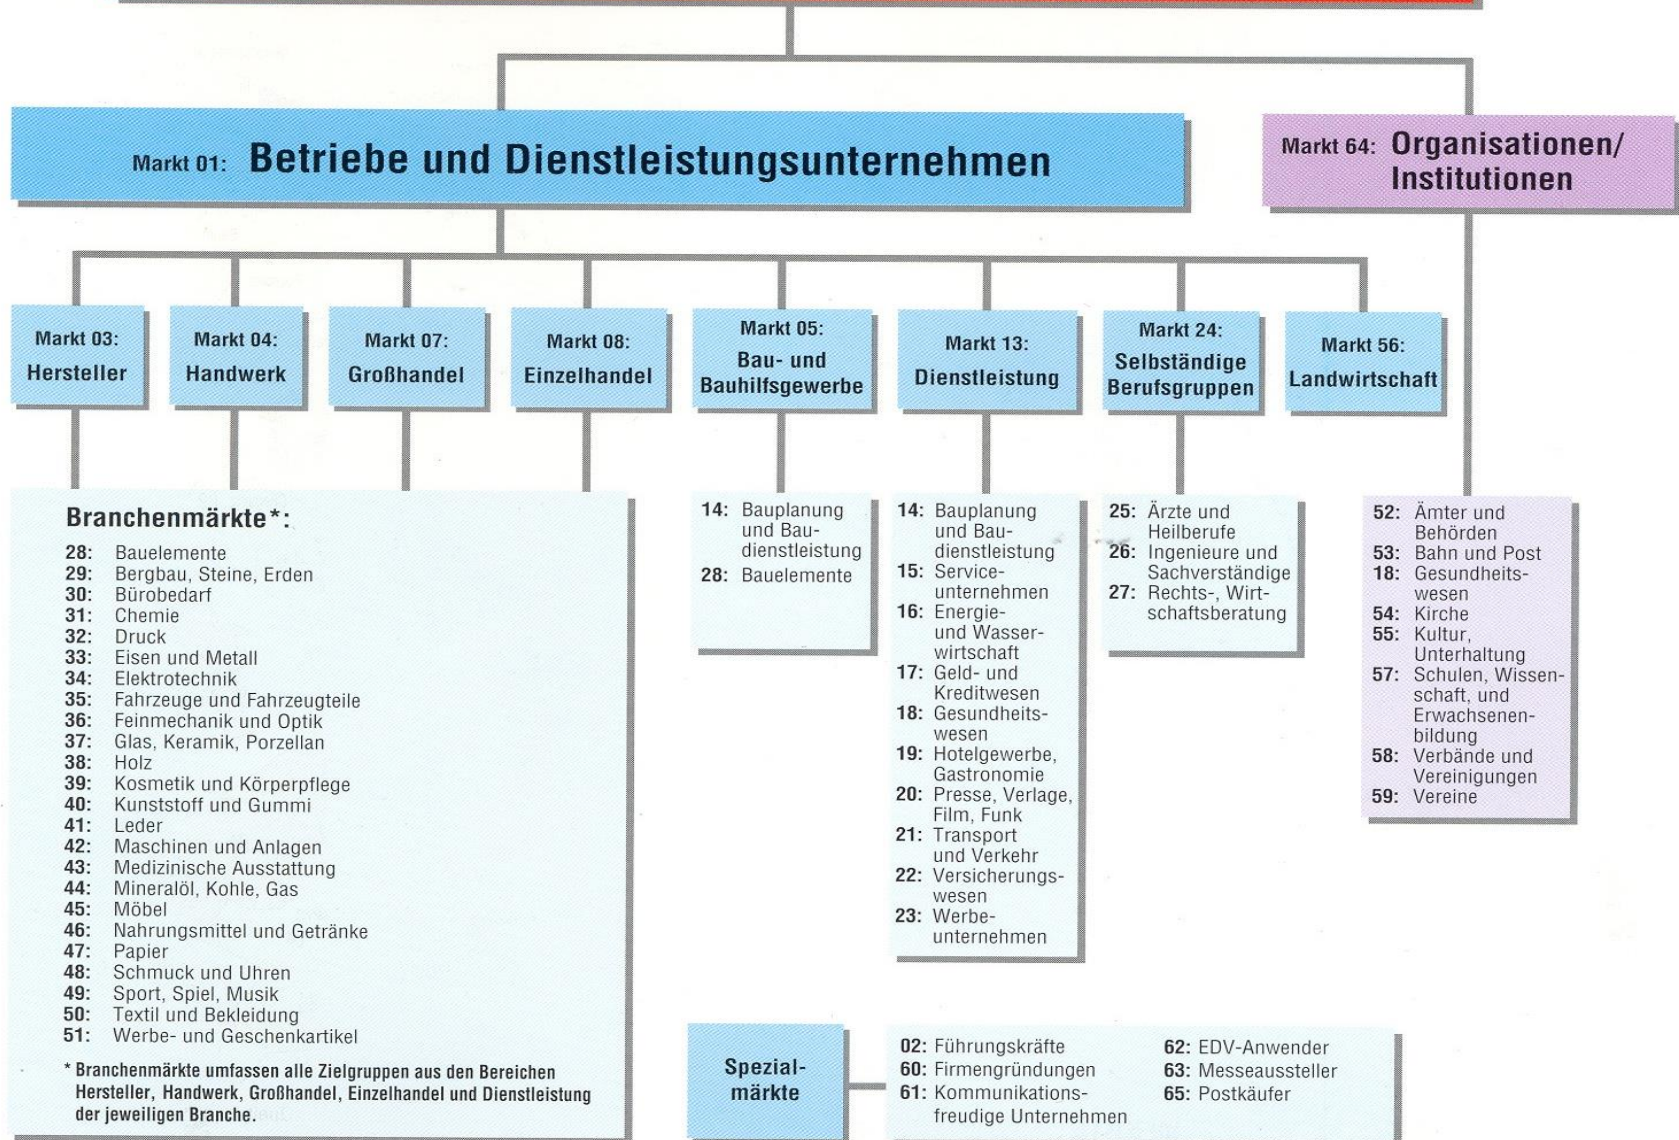 Markt 01: Betriebe und Dienstleistungsunternehmen
Markt 64: Organisationen/
Institutionen
Markt 03:
Hersteller
Markt 04:
Handwerk
Markt 07:
Großhandel
Markt 08:
Einzelhandel
Markt 05:
Bau- und
Bauhilfsgewerbe
Markt 13:
Dienstleistung
Markt 24:
Selbständige
Berufsgruppen
Markt 56:
Landwirtschaft
Branchenmärkte*:
28: Bauelemente
29: Bergbau, Steine, Erden
30: Bürobedarf
31: Chemie
32: Druck
33: Eisen und Metall
34: Elektrotechnik
35: Fahrzeuge und Fahrzeugteile
36: Feinmechanik und Optik
37: Glas, Keramik, Porzellan
38: Holz
39: Kosmetik und Körperpflege
40: Kunststoff und Gummi
41: Leder
42: Maschinen und Anlagen
43: Medizinische Ausstattung
44: Mineralöl, Kohle, Gas
45: Möbel
46: Nahrungsmittel und Getränke
47: Papier
48: Schmuck und Uhren
49: Sport, Spiel, Musik
50: Textil und Bekleidung
51: Werbe- und Geschenkartikel
* Branchenmärkte umfassen alle Zielgruppen aus den Bereichen
Hersteller, Handwerk, Großhandel, Einzelhandel und Dienstleistung
der jeweiligen Branche.
14: Bauplanung
und Bau-
dienstleistung
28: Bauelemente
14: Bauplanung
und Bau-
dienstleistung
15: Service-
unternehmen
16: Energie-
und Wasser-
wirtschaft
17: Geld- und
Kreditwesen
18: Gesundheits-
wesen
19: Hotelgewerbe,
Gastronomie
20: Presse, Verlage,
Film, Funk
21: Transport
und Verkehr
22: Versicherungs-
wesen
23: Werbe-
unternehmen
25: Ärzte und
Heilberufe
26: Ingenieure und
Sachverständige
27: Rechts-, Wirt-
schaftsberatung
52: Ämter und
Behörden
53: Bahn und Post
18: Gesundheits-
wesen
54: Kirche
55: Kultur,
Unterhaltung
57: Schulen, Wissen-
schaft, und
Erwachsenen-
bildung
58: Verbände und
Vereinigungen
59: Vereine
Spezial-
märkte
02: Führungskräfte
60: Firmengründungen
61: Kommunikations-
freudige Unternehmen
62: EDV-Anwender
63: Messeaussteller
65: Postkäufer